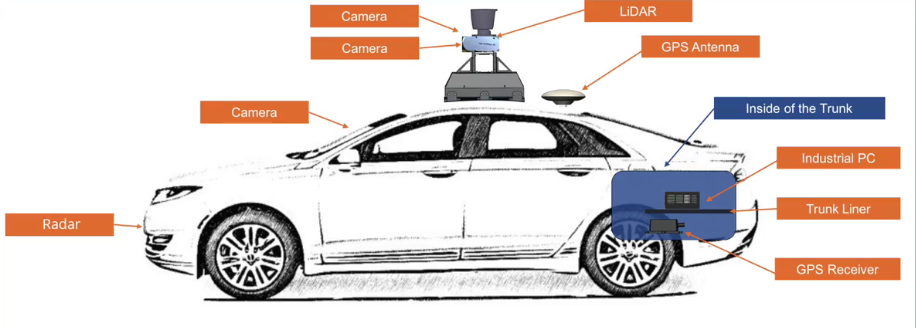 Camera
LiDAR
Camera
GPS Antenna
Camera
Inside of the Trunk
Industrial PC
Trunk Liner
Radar
GPS Receiver